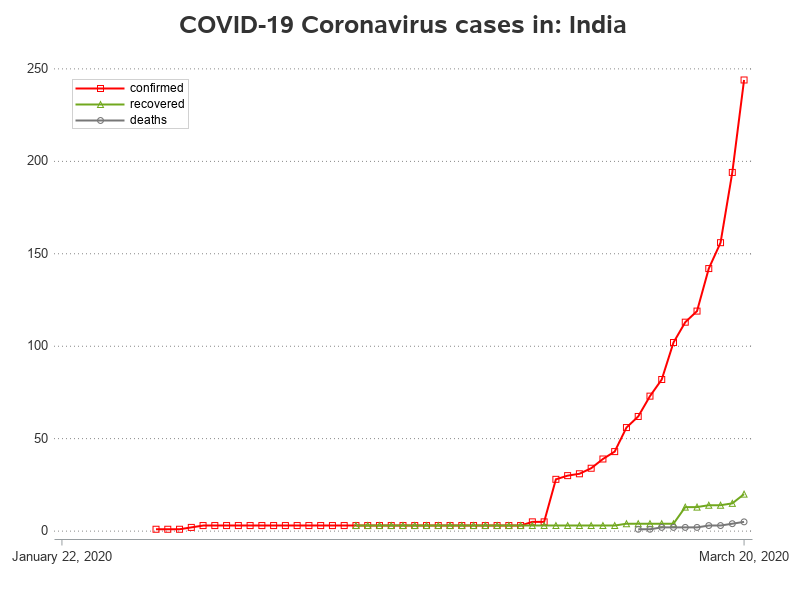 COVID-19 Coronavirus cases in: India
250
confirmed
recovered
deaths
200
150
100
50
0
January 22, 2020
March 20, 2020